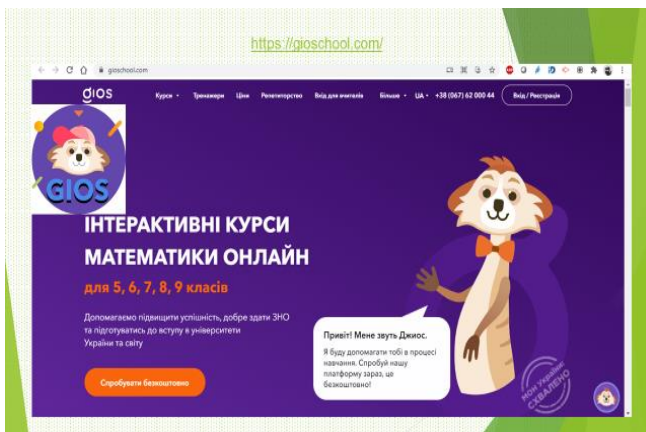 https://gioschool.com/
gioschool.com
GIOS
Курси
Тренажери
Ціни
Репетиторство
Вхід для вчителів
Більше
UA
+38 (067) 62 000 44
Вхід / Реєстрація
GIOS
ІНТЕРАКТИВНІ КУРСИ
МАТЕМАТИКИ ОНЛАЙН
для 5, 6, 7, 8, 9 класів
Допомагаємо підвищити успішність, добре здати ЗНО
та підготуватись до вступу в університети
України та світу
Спробувати безкоштовно
Привіт! Мене звуть Джиос.
Я буду допомагати тобі в процесі
навчання. Спробуй нашу
платформу зараз, це
безкоштовно!
МОН України
СХВАЛЕНО